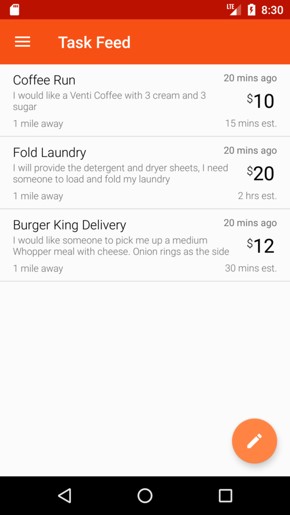 LTE 8:30
Task Feed
Coffee Run
20 mins ago
I would like a Venti Coffee with 3 cream and 3
sugar
$10
1 mile away
15 mins est.
Fold Laundry
20 mins ago
I will provide the detergent and dryer sheets, I need
someone to load and fold my laundry
$20
1 mile away
2 hrs est.
Burger King Delivery
20 mins ago
I would like someone to pick me up a medium
Whopper meal with cheese. Onion rings as the side
$12
1 mile away
30 mins est.